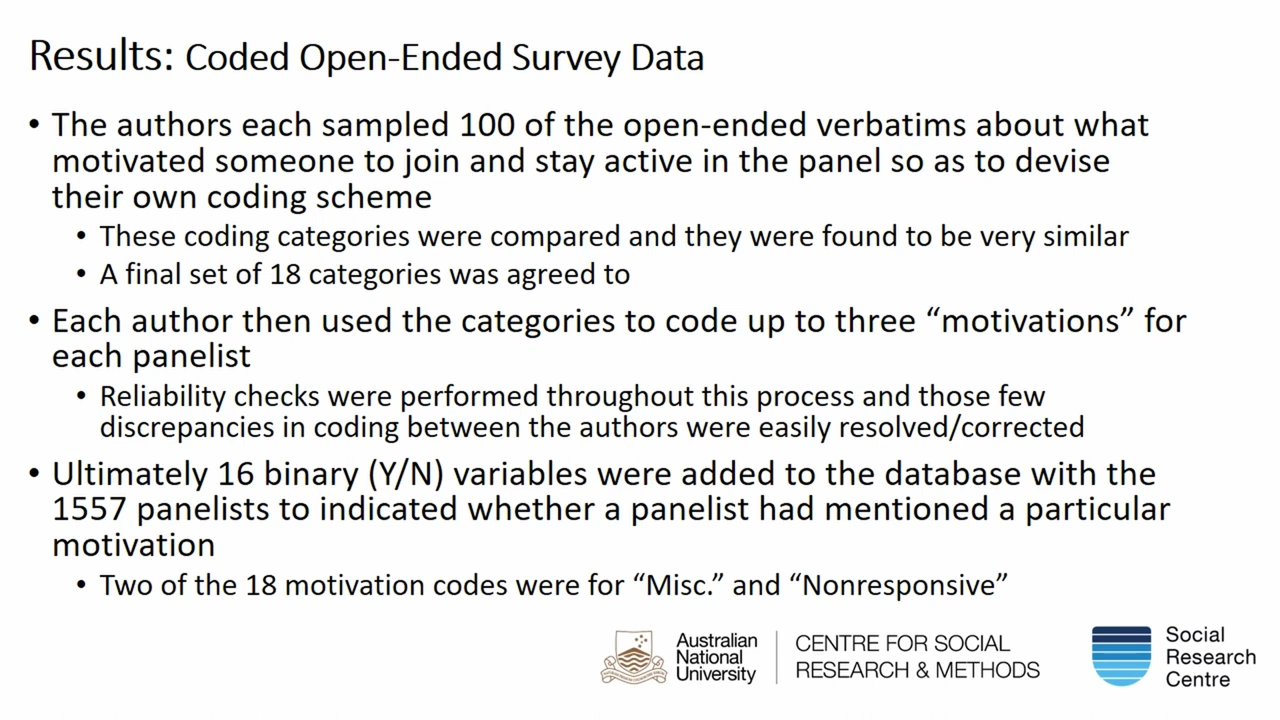 Results: Coded Open-Ended Survey Data
• The authors each sampled 100 of the open-ended verbatims about what
motivated someone to join and stay active in the panel so as to devise
their own coding scheme
• These coding categories were compared and they were found to be very similar
• A final set of 18 categories was agreed to
• Each author then used the categories to code up to three “motivations” for
each panelist
• Reliability checks were performed throughout this process and those few
discrepancies in coding between the authors were easily resolved/corrected
• Ultimately 16 binary (Y/N) variables were added to the database with the
1557 panelists to indicated whether a panelist had mentioned a particular
motivation
• Two of the 18 motivation codes were for “Misc.” and “Nonresponsive”
Australian
National
University
CENTRE FOR SOCIAL
RESEARCH & METHODS
Social
Research
Centre